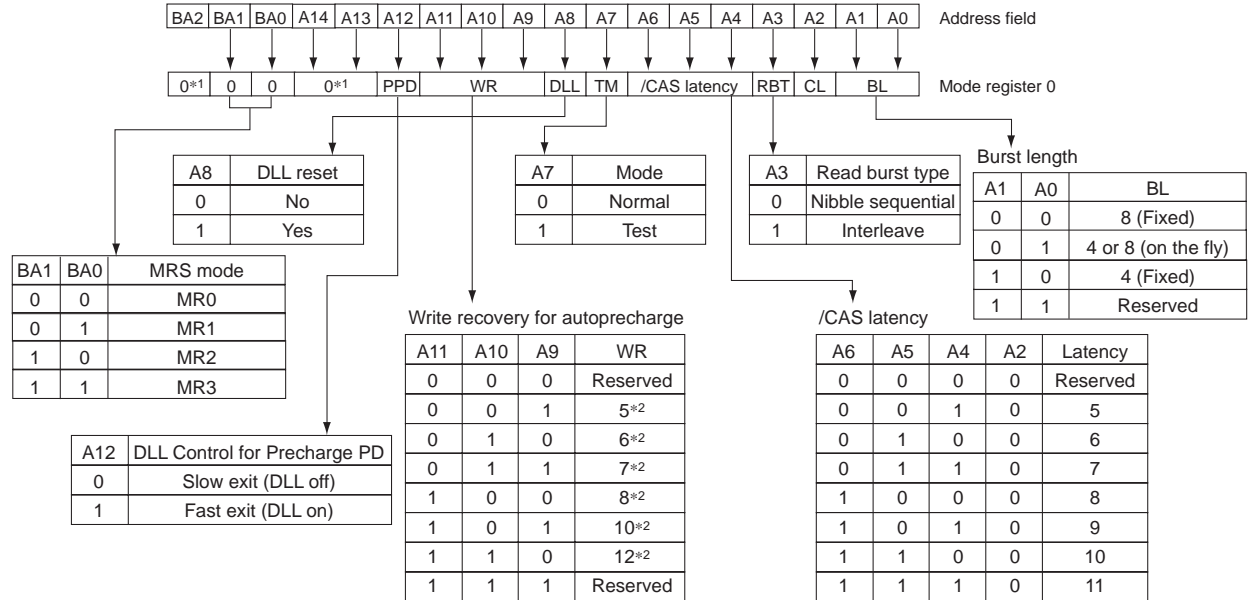 BA2 BA1 BA0 A14 A13 A12 A11 A10 A9 A8 A7 A6 A5 A4 A3 A2 A1 A0 Address field
0*1 0 0 0*1 PPD WR DLL TM /CAS latency RBT CL BL Mode register 0
A8 DLL reset
0 No
1 Yes
A7 Mode
0 Normal
1 Test
A3 Read burst type
0 Nibble sequential
1 Interleave
Burst length
A1 A0 BL
0 0 8 (Fixed)
0 1 4 or 8 (on the fly)
1 0 4 (Fixed)
1 1 Reserved
BA1 BA0 MRS mode
0 0 MR0
0 1 MR1
1 0 MR2
1 1 MR3
A12 DLL Control for Precharge PD
0 Slow exit (DLL off)
1 Fast exit (DLL on)
Write recovery for autoprecharge
A11 A10 A9 WR
0 0 0 Reserved
0 0 1 5*2
0 1 0 6*2
0 1 1 7*2
1 0 0 8*2
1 0 1 10*2
1 1 0 12*2
1 1 1 Reserved
/CAS latency
A6 A5 A4 A2 Latency
0 0 0 0 Reserved
0 0 1 0 5
0 1 0 0 6
0 1 1 0 7
1 0 0 0 8
1 0 1 0 9
1 1 0 0 10
1 1 1 0 11